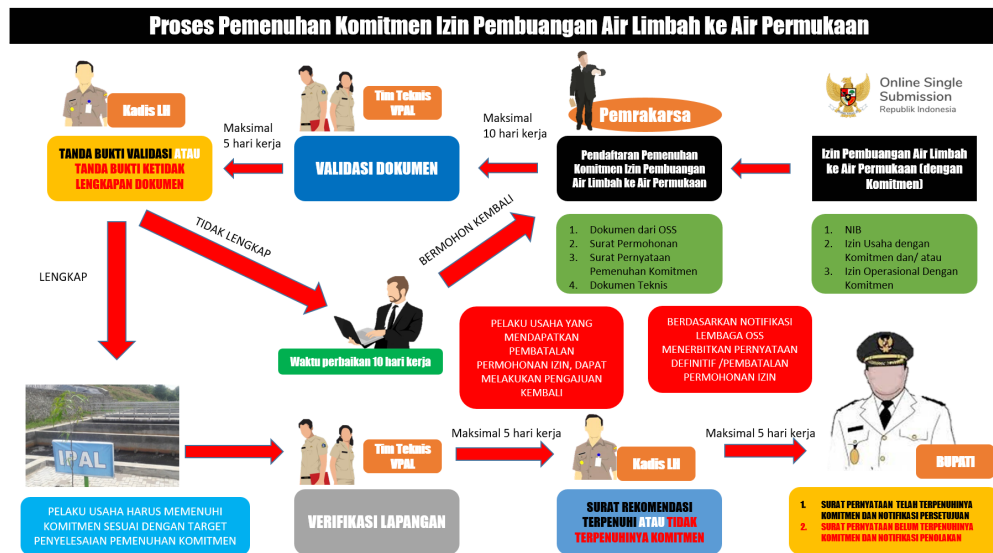 Proses Pemenuhan Komitmen Izin Pembuangan Air Limbah ke Air Permukaan
Kadis LH
TANDA BUKTI VALIDASI ATAU
TANDA BUKTI KETIDAK
LENGKAPAN DOKUMEN
Maksimal
5 hari kerja
Tim Teknis
VPAL
VALIDASI DOKUMEN
Maksimal
10 hari kerja
Pemrakarsa
Pendaftaran Pemenuhan
Komitmen Izin Pembuangan
Air Limbah ke Air Permukaan
Online Single
Submission
Republik Indonesia
Izin Pembuangan Air Limbah
ke Air Permukaan (dengan
Komitmen)
1. Dokumen dari OSS
2. Surat Permohonan
3. Surat Pernyataan
Pemenuhan Komitmen
4. Dokumen Teknis
1. NIB
2. Izin Usaha dengan
Komitmen dan/ atau
3. Izin Operasional Dengan
Komitmen
LENGKAP
TIDAK LENGKAP
BERMOHON KEMBALI
Waktu perbaikan 10 hari kerja
PELAKU USAHA YANG
MENDAPATKAN
PEMBATALAN
PERMOHONAN IZIN, DAPAT
MELAKUKAN PENGAJUAN
KEMBALI
BERDASARKAN NOTIFIKASI
LEMBAGA OSS
MENERBITKAN PERNYATAAN
DEFINITIF /PEMBATALAN
PERMOHONAN IZIN
IPAL
PELAKU USAHA HARUS MEMENUHI
KOMITMEN SESUAI DENGAN TARGET
PENYELESAIAN PEMENUHAN KOMITMEN
Tim Teknis
VPAL
VERIFIKASI LAPANGAN
Maksimal 5 hari kerja
Kadis LH
SURAT REKOMENDASI
TERPENUHI ATAU TIDAK
TERPENUHINYA KOMITMEN
Maksimal 5 hari kerja
BUPATI
1. SURAT PERNYATAAN TELAH TERPENUHINYA
KOMITMEN DAN NOTIFIKASI PERSETUJUAN
2. SURAT PERNYATAAN BELUM TERPENUHINYA
KOMITMEN DAN NOTIFIKASI PENOLAKAN